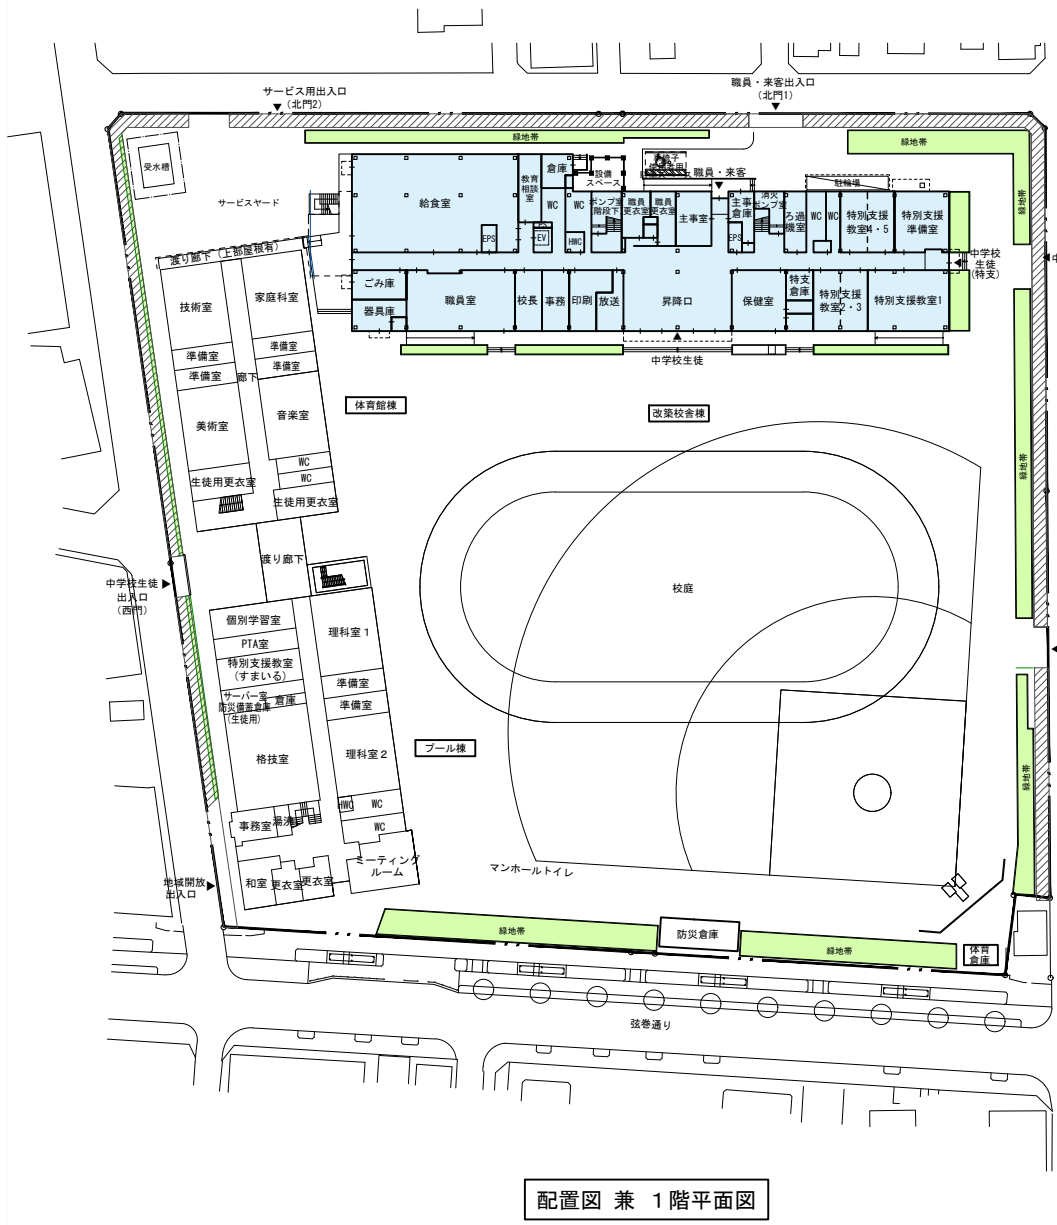 サービス用出入口
(北門2)
職員・来客出入口
(北門1)
緑地帯
緑地帯
緑地帯
受水槽
サービスヤード
給食室
教育
相談
室
倉庫
設備
スペース
職員・来客
駐輪場
WC
WC
EPS
EV
HWC
ポンプ室
階段下
職員
更衣室
職員
更衣室
主事室
主事
倉庫
EPS
消火
ポンプ室
ろ過
機室
WC
WC
特別支援
教室4・5
特別支援
準備室
中学校
生徒
(特支)
中
渡り廊下(上部屋根有)
ごみ庫
器具庫
職員室
校長
事務
印刷
放送
昇降口
保健室
特支
倉庫
特別支援
教室2・3
特別支援教室1
中学校生徒
技術室
家庭科室
準備室
準備室
準備室
準備室
廊下
美術室
音楽室
WC
WC
生徒用更衣室
生徒用更衣室
体育館棟
改築校舎棟
緑地帯
渡り廊下
中学校生徒
出入口
(西門)
校庭
個別学習室
PTA室
特別支援教室
(すまいる)
サーバー室
防災備蓄倉庫
(生徒用)
倉庫
理科室1
準備室
準備室
理科室2
格技室
プール棟
HWC
WC
WC
事務室
湯沸
ミーティング
ルーム
和室
更衣室
更衣室
地域開放
出入口
マンホールトイレ
緑地帯
緑地帯
防災倉庫
緑地帯
体育
倉庫
弦巻通り
配置図 兼 1階平面図